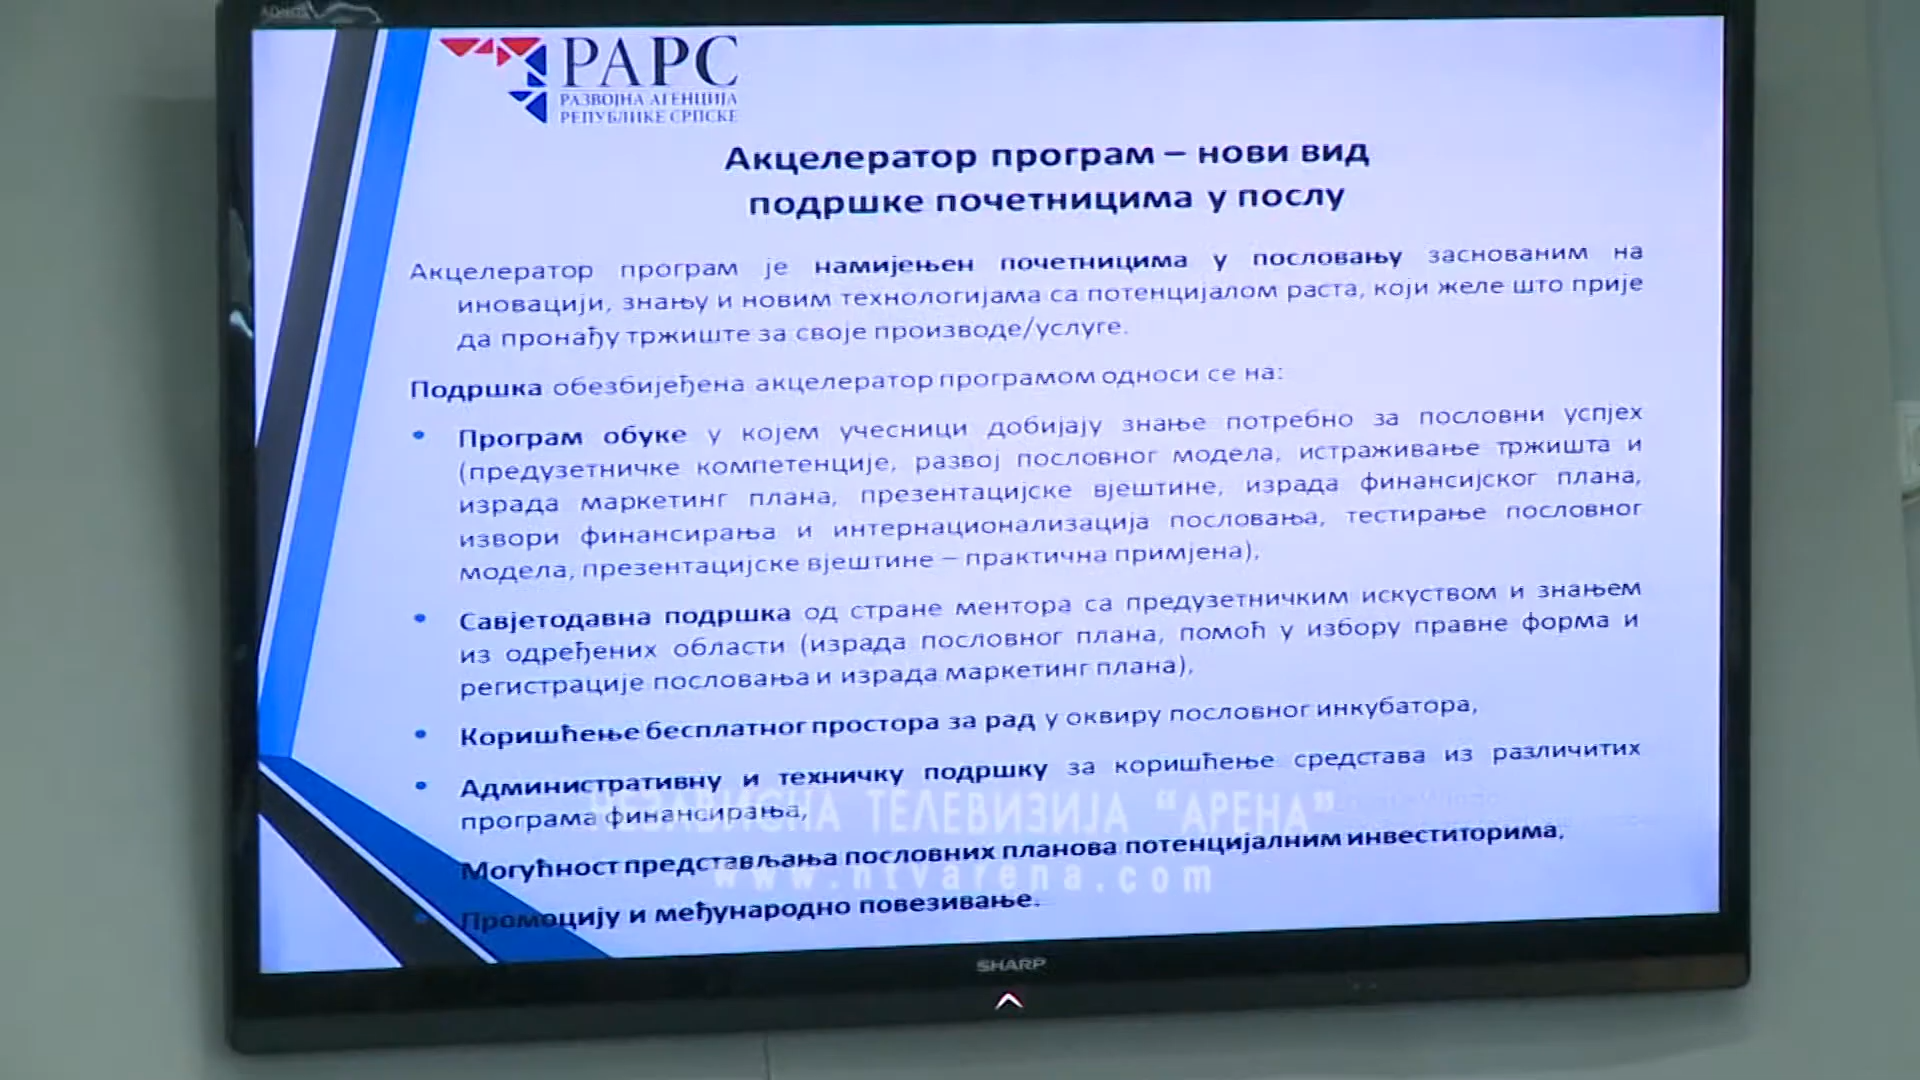 РАРС
РАЗВОЈНА АГЕНЦИЈА
РЕПУБЛИКЕ СРПСКЕ
Акцелератор програм – нови вид
подршке почетницима у послу
Акцелератор програм је намијењен почетницима у пословању заснованим на
иновацији, знању и новим технологијама са потенцијалом раста, који желе што прије
да пронађу тржиште за своје производе/услуге.
Подршка обезбијеђена акцелератор програмом односи се на:
• Програм обуке у којем учесници добијају знање потребно за пословни успјех
(предузетничке компетенције, развој пословног модела, истраживање тржишта и
израда маркетинг плана, презентацијске вјештине, израда финансијског плана,
извори финансирања и интернационализација пословања, тестирање пословног
модела, презентацијске вјештине – практична примјена),
• Савјетодавна подршка од стране ментора са предузетничким искуством и знањем
из одређених области (израда пословног плана, помоћ у избору правне форма и
регистрације пословања и израда маркетинг плана),
• Коришћење бесплатног простора за рад у оквиру пословног инкубатора,
• Административну и техничку подршку за коришћење средстава из различитих
програма финансирања,
НЕЗАВИСНА ТЕЛЕВИЗИЈА “АРЕНА”
Могућност представљања пословних планова потенцијалним инвеститорима,
www.ntvarena.com
• Промоцију и међународно повезивање.
SHARP